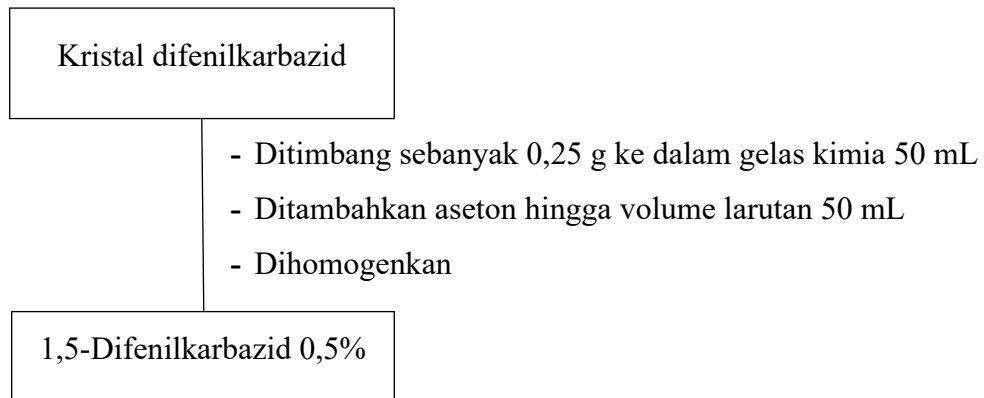 Kristal difenilkarbazid
- Ditimbang sebanyak 0,25 g ke dalam gelas kimia 50 mL
- Ditambahkan aseton hingga volume larutan 50 mL
- Dihomogenkan
1,5-Difenilkarbazid 0,5%